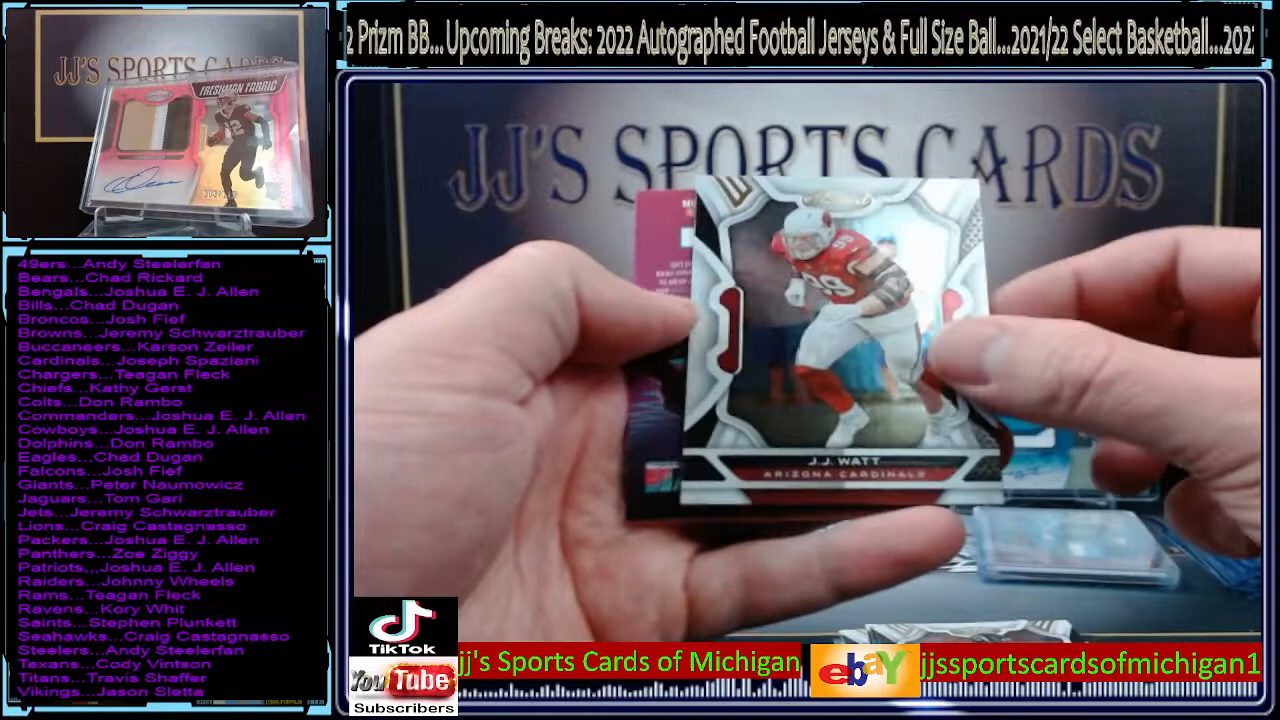 2 Prizm BB... Upcoming Breaks: 2022 Autographed Football Jerseys & Full Size Ball...2021/22 Select Basketball...202
JJ'S SPORTS CARDS
FRESHMAN FABRIC
12
JJ'S SPORTS CARDS
99
J.J. WATT
ARIZONA CARDINALS
49ers...Andy Steelerfan
Bears...Chad Rickard
Bengals...Joshua E. J. Allen
Bills...Chad Dugan
Broncos...Josh Fief
Browns...Jeremy Schwarztrauber
Buccaneers...Karson Zeiler
Cardinals...Joseph Spaziani
Chargers...Teagan Fleck
Chiefs...Kathy Gerst
Colts...Don Rambo
Commanders...Joshua E. J. Allen
Cowboys...Joshua E. J. Allen
Dolphins...Don Rambo
Eagles...Chad Dugan
Falcons...Josh Fief
Giants...Peter Naumowicz
Jaguars...Tom Gari
Jets...Jeremy Schwarztrauber
Lions...Craig Castagnasso
Packers...Joshua E. J. Allen
Panthers...Zoe Ziggy
Patriots,,,Joshua E. J. Allen
Raiders...Johnny Wheels
Rams...Teagan Fleck
Ravens...Kory Whit
Saints...Stephen Plunkett
Seahawks...Craig Castagnasso
Steelers...Andy Steelerfan
Texans...Cody Vintson
Titans...Travis Shaffer
Vikings...Jason Sletta
TikTok
YouTube
Subscribers
jj's Sports Cards of Michigan
ebay
jjssportscardsofmichigan1